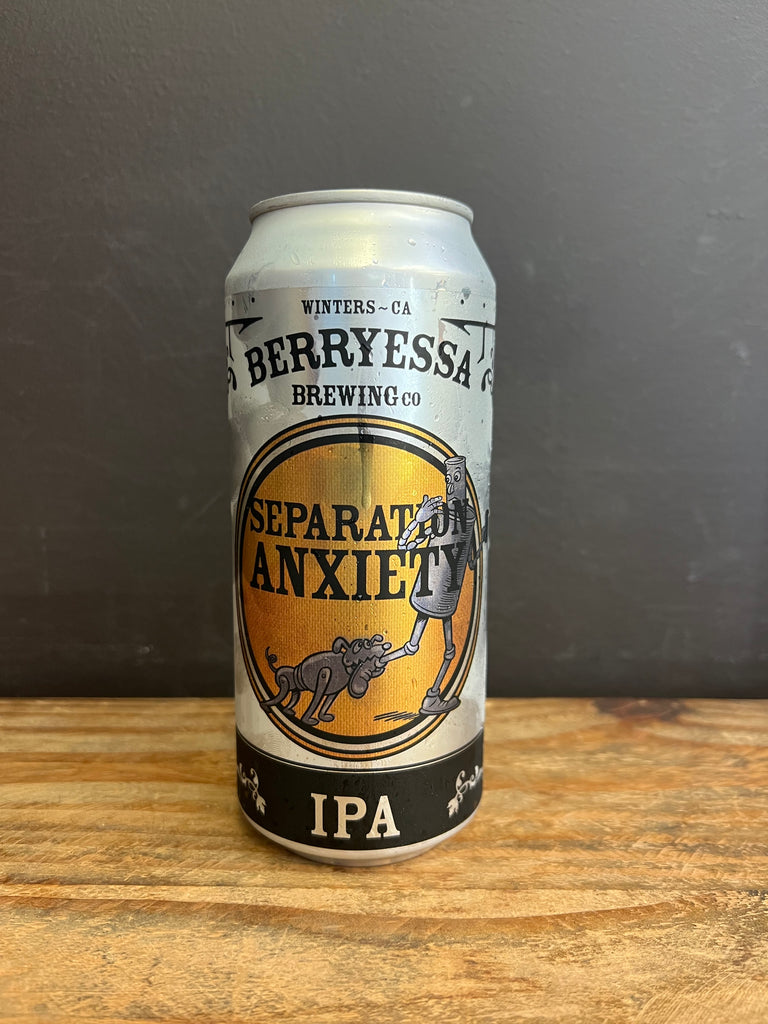 WINTERS~CA
BERRYESSA
BREWING CO
SEPARATION
ANXIETY
IPA